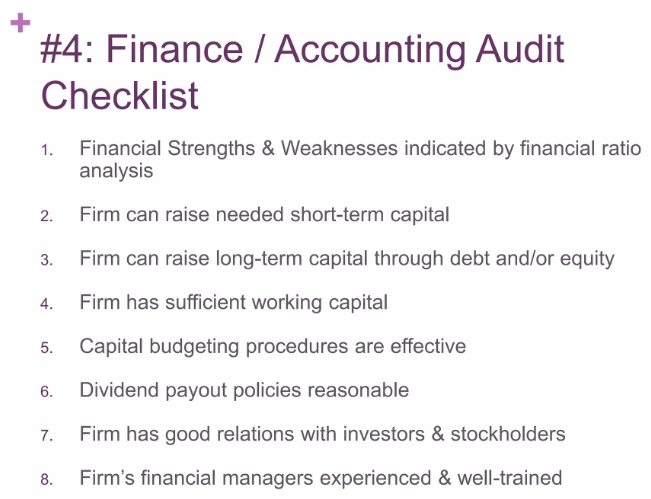 #4: Finance / Accounting Audit
Checklist
1. Financial Strengths & Weaknesses indicated by financial ratio
analysis
2. Firm can raise needed short-term capital
3. Firm can raise long-term capital through debt and/or equity
4. Firm has sufficient working capital
5. Capital budgeting procedures are effective
6. Dividend payout policies reasonable
7. Firm has good relations with investors & stockholders
8. Firm's financial managers experienced & well-trained